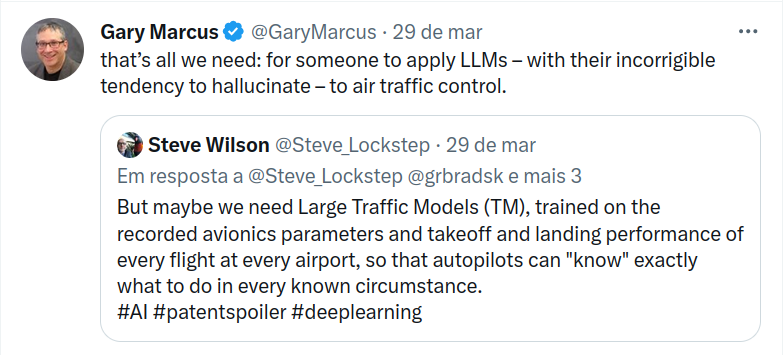 Gary Marcus @GaryMarcus · 29 de mar
that’s all we need: for someone to apply LLMs – with their incorrigible
tendency to hallucinate – to air traffic control.
Steve Wilson @Steve_Lockstep · 29 de mar
Em resposta a @Steve_Lockstep @grbradsk e mais 3
But maybe we need Large Traffic Models (TM), trained on the
recorded avionics parameters and takeoff and landing performance of
every flight at every airport, so that autopilots can "know" exactly
what to do in every known circumstance.
#AI #patentspoiler #deeplearning